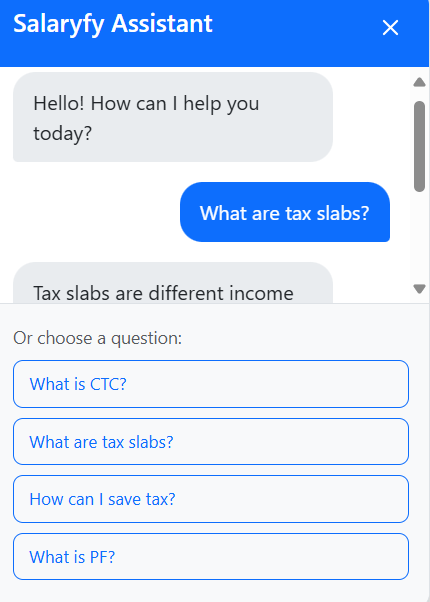 Salaryfy Assistant
Hello! How can I help you
today?
What are tax slabs?
Tax slabs are different income
Or choose a question:
What is CTC?
What are tax slabs?
How can I save tax?
What is PF?